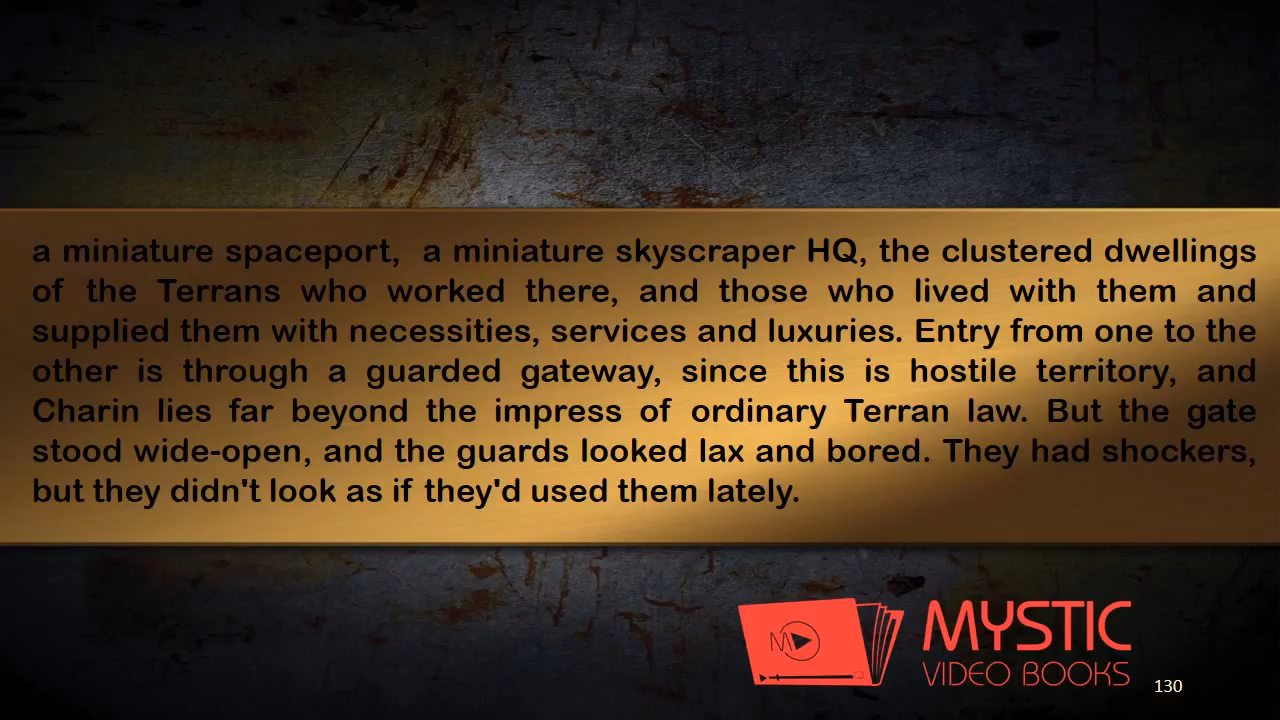 a miniature spaceport,  a miniature skyscraper HQ, the clustered dwellings
of the Terrans who worked there, and those who lived with them and
supplied them with necessities, services and luxuries. Entry from one to the
other is through a guarded gateway, since this is hostile territory, and
Charin lies far beyond the impress of ordinary Terran law. But the gate
stood wide-open, and the guards looked lax and bored. They had shockers,
but they didn't look as if they'd used them lately.
M
MYSTIC
VIDEO BOOKS
130